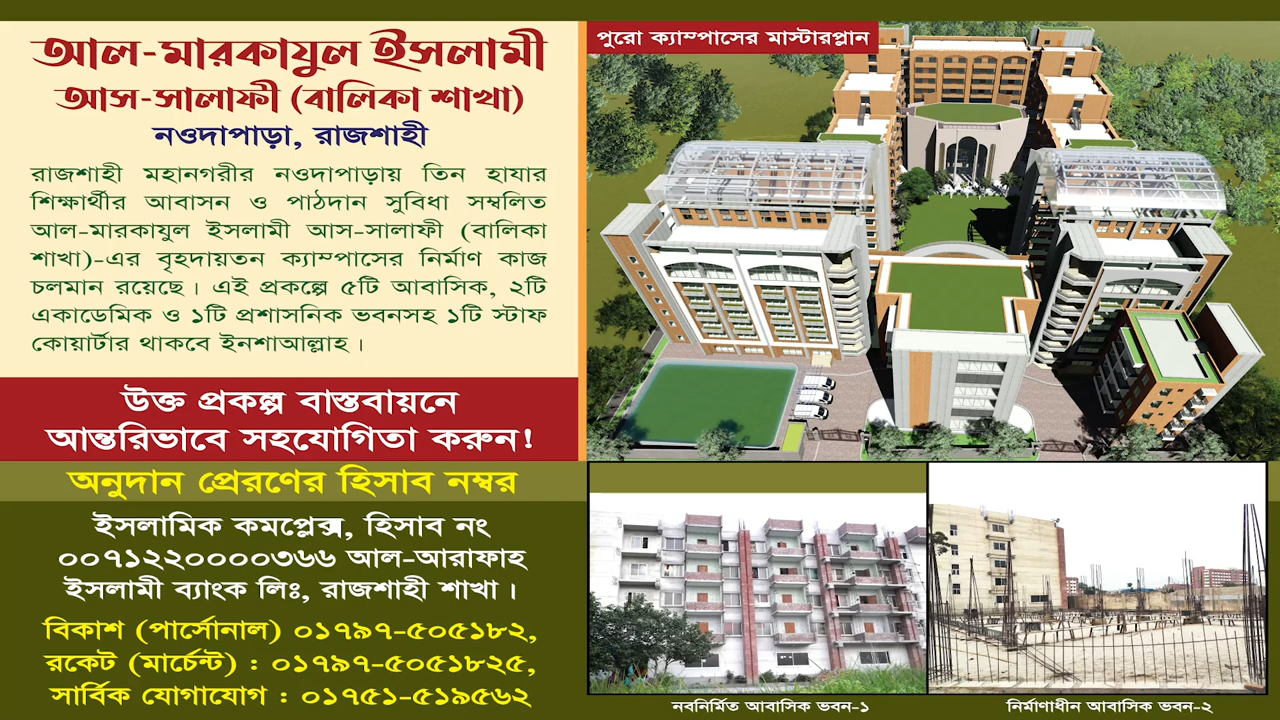 আল-মারকাযুল ইসলামী
আস-সালাফী (বালিকা শাখা)
নওদাপাড়া, রাজশাহী
রাজশাহী মহানগরীর নওদাপাড়ায় তিন হাযার
শিক্ষার্থীর আবাসন ও পাঠদান সুবিধা সম্বলিত
আল-মারকাযুল ইসলামী আস-সালাফী (বালিকা
শাখা)-এর বৃহদায়তন ক্যাম্পাসের নির্মাণ কাজ
চলমান রয়েছে। এই প্রকল্পে ৫টি আবাসিক, ২টি
একাডেমিক ও ১টি প্রশাসনিক ভবনসহ ১টি স্টাফ
কোয়ার্টার থাকবে ইনশাআল্লাহ।
উক্ত প্রকল্প বাস্তবায়নে
আন্তরিভাবে সহযোগিতা করুন!
অনুদান প্রেরণের হিসাব নম্বর
ইসলামিক কমপ্লেক্স, হিসাব নং
০০৭১২২০০০০৩৬৬ আল-আরাফাহ
ইসলামী ব্যাংক লিঃ, রাজশাহী শাখা।
বিকাশ (পার্সোনাল) ০১৭৯৭-৫০৫১৮২,
রকেট (মার্চেন্ট) : ০১৭৯৭-৫০৫১৮২৫,
সার্বিক যোগাযোগ : ০১৭৫১-৫১৯৫৬২
পুরো ক্যাম্পাসের মাস্টারপ্লান
নবনির্মিত আবাসিক ভবন-১
নির্মাণাধীন আবাসিক ভবন-২